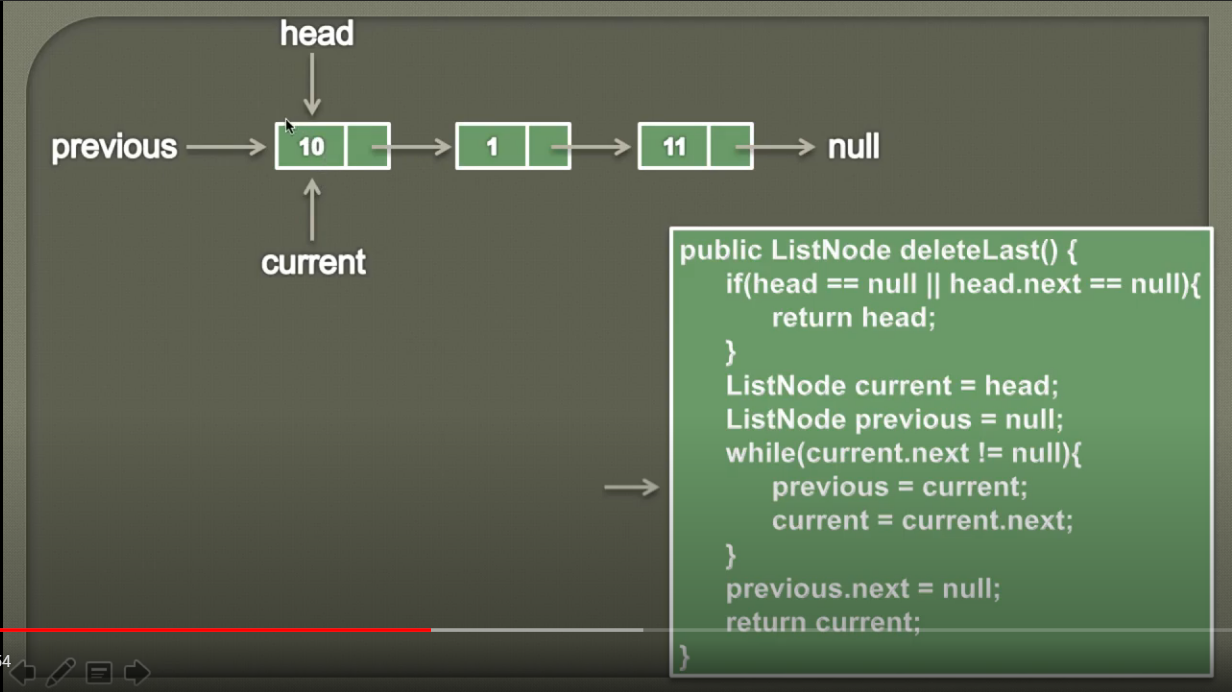 head
previous
10
1
11
null
current
public ListNode deleteLast() {
if(head == null || head.next == null){
return head;
}
ListNode current = head;
ListNode previous = null;
while(current.next != null){
previous = current;
current = current.next;
}
previous.next = null;
return current;
}